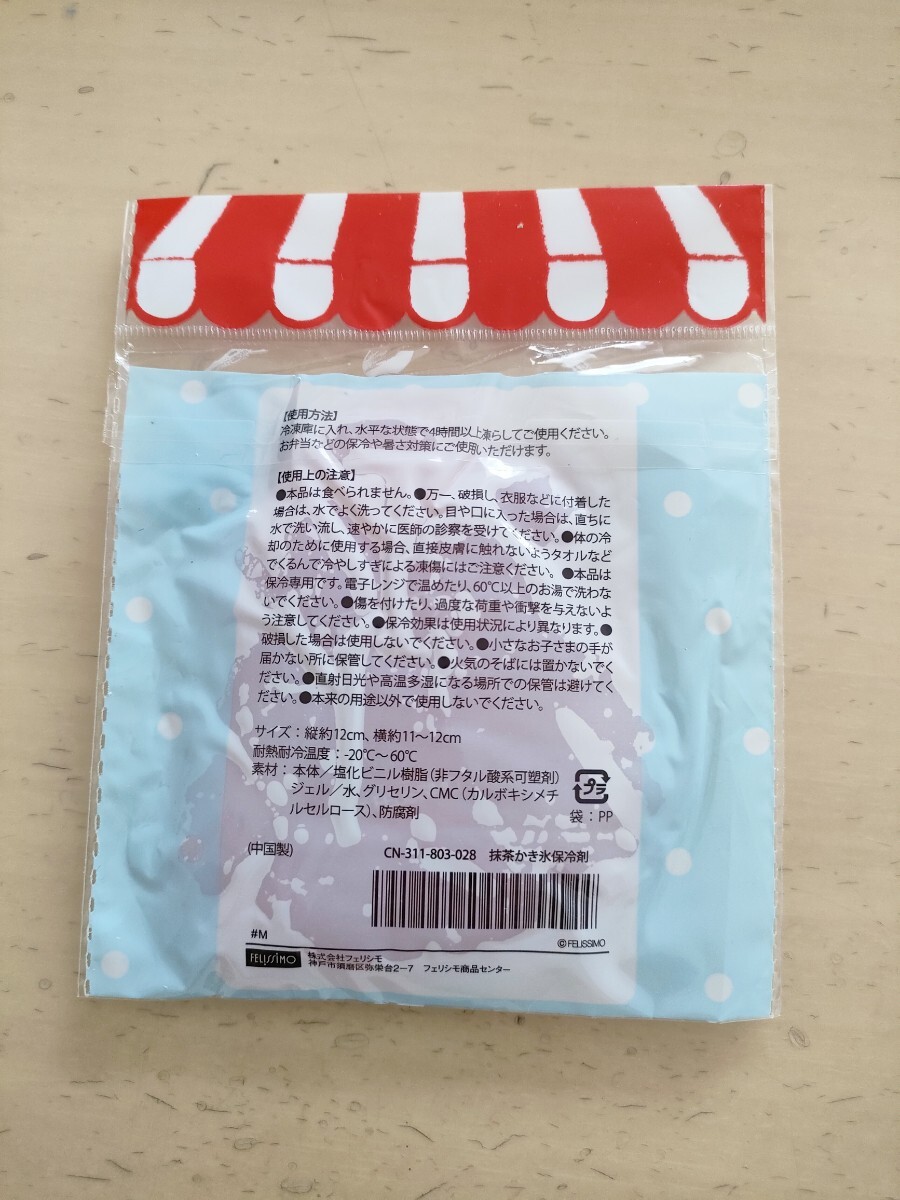 【使用方法】
冷凍庫に入れ、水平な状態で4時間以上凍らしてご使用ください。
お弁当などの保冷や暑さ対策にご使用いただけます。
【使用上の注意】
●本品は食べられません。●万一、破損し、衣服などに付着した
場合は、水でよく洗ってください。目や口に入った場合は、直ちに
水で洗い流し、速やかに医師の診察を受けてください。●体の冷
却のために使用する場合、直接皮膚に触れないようタオルなど
でくるんで冷やしすぎによる凍傷にはご注意ください。●本品は
保冷専用です。電子レンジで温めたり、60℃以上のお湯で洗わな
いでください。●傷を付けたり、過度な荷重や衝撃を与えないよ
う注意してください。●保冷効果は使用状況により異なります。●
破損した場合は使用しないでください。●小さなお子さまの手が
届かない所に保管してください。●火気のそばには置かないでく
ださい。●直射日光や高温多湿になる場所での保管は避けてく
ださい。●本来の用途以外で使用しないでください。
サイズ：縦約12cm、横約11〜12cm
耐熱耐冷温度：-20℃〜60℃
素材：本体／塩化ビニル樹脂（非フタル酸系可塑剤）
ジェル／水、グリセリン、CMC（カルボキシメチ
ルセルロース）、防腐剤
プラ
袋：PP
(中国製)
CN-311-803-028 抹茶かき氷保冷剤
#M
©FELISSIMO
FELISSIMO
株式会社フェリシモ
神戸市須磨区弥栄台2-7 フェリシモ商品センター